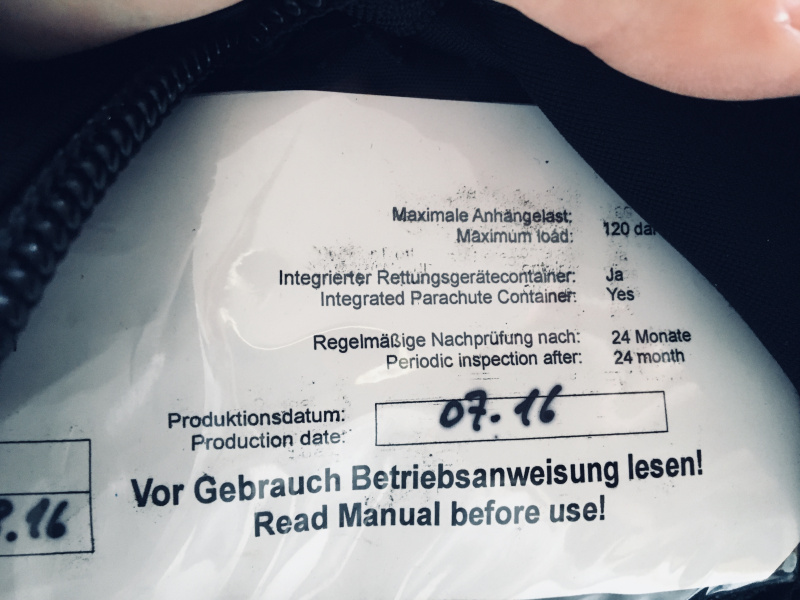 Maximale Anhängelast:
Maximum load: 120
Integrierter Rettungsgerätecontainer: Ja
Integrated Parachute Container: Yes
Regelmäßige Nachprüfung nach: 24 Monate
Periodic inspection after: 24 month
Produktionsdatum:
Production date: 07.16
.16
Vor Gebrauch Betriebsanweisung lesen!
Read Manual before use!